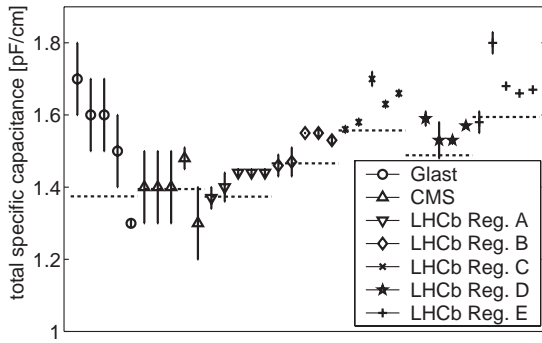 total specific capacitance [pF/cm]
1.8
1.6
1.4
1.2
1
Glast
CMS
LHCb Reg. A
LHCb Reg. B
LHCb Reg. C
LHCb Reg. D
LHCb Reg. E